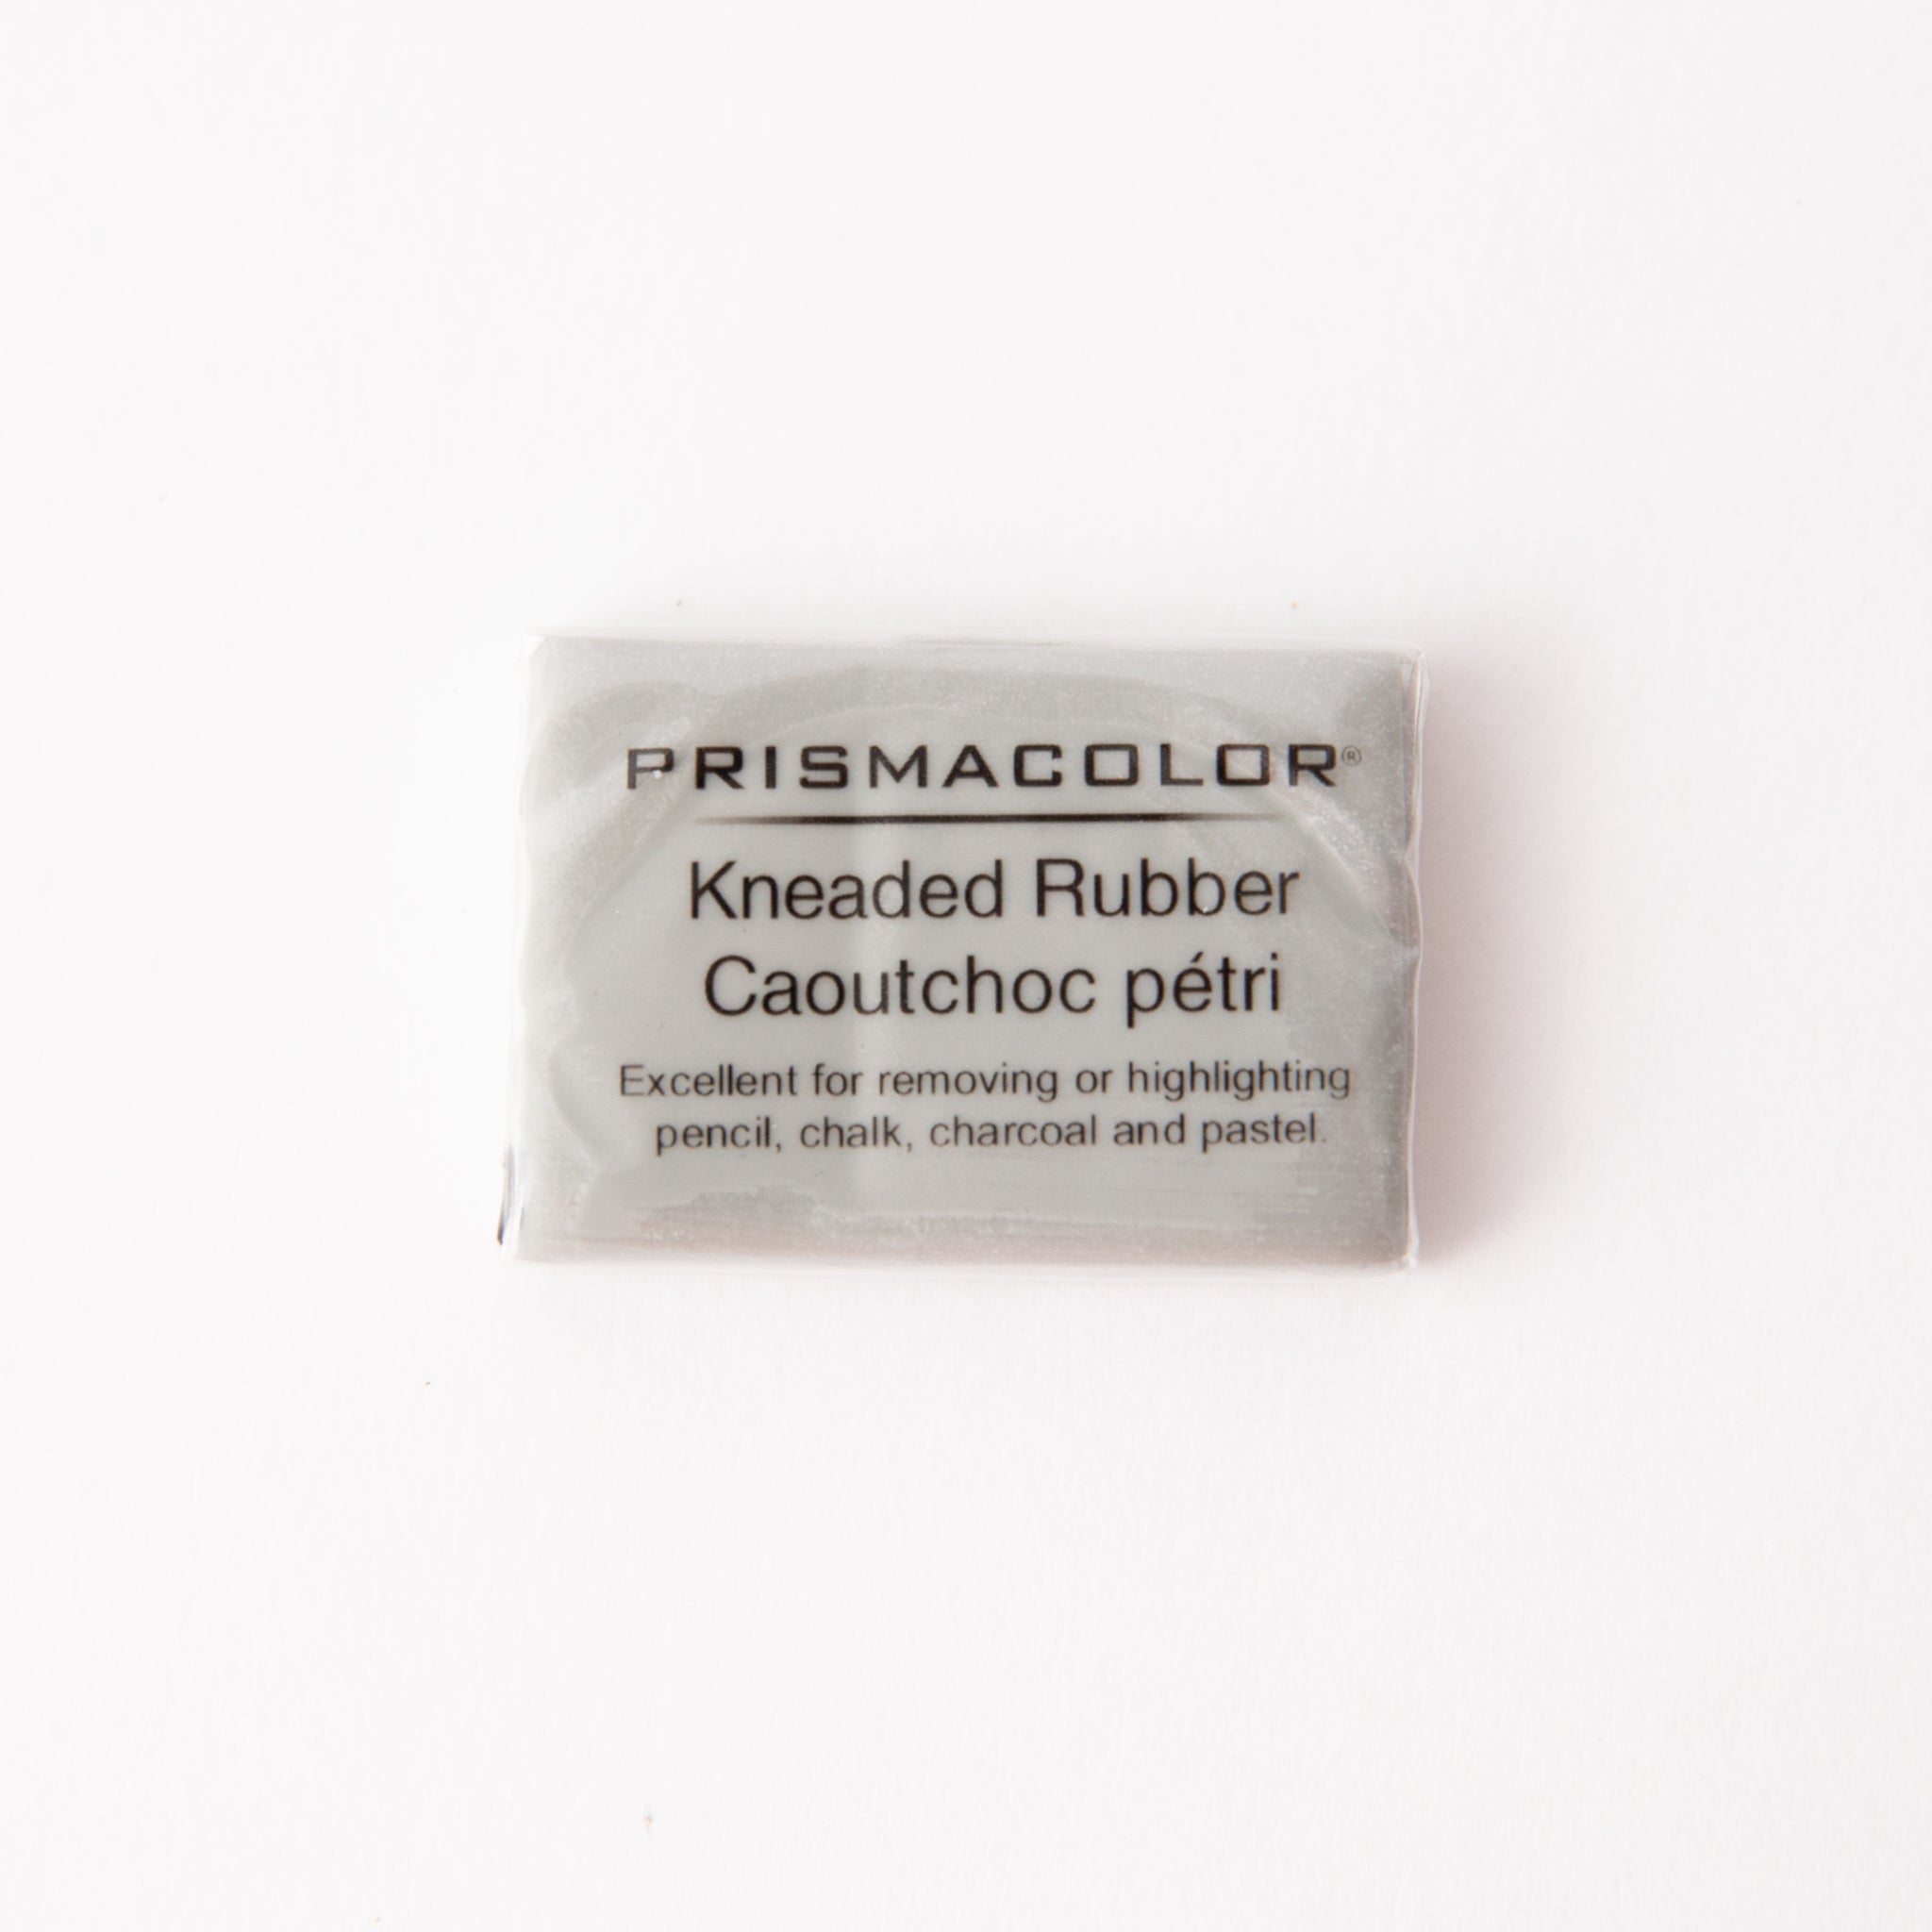 PRISMACOLOR®
Kneaded Rubber
Caoutchoc pétri
Excellent for removing or highlighting
pencil, chalk, charcoal and pastel.